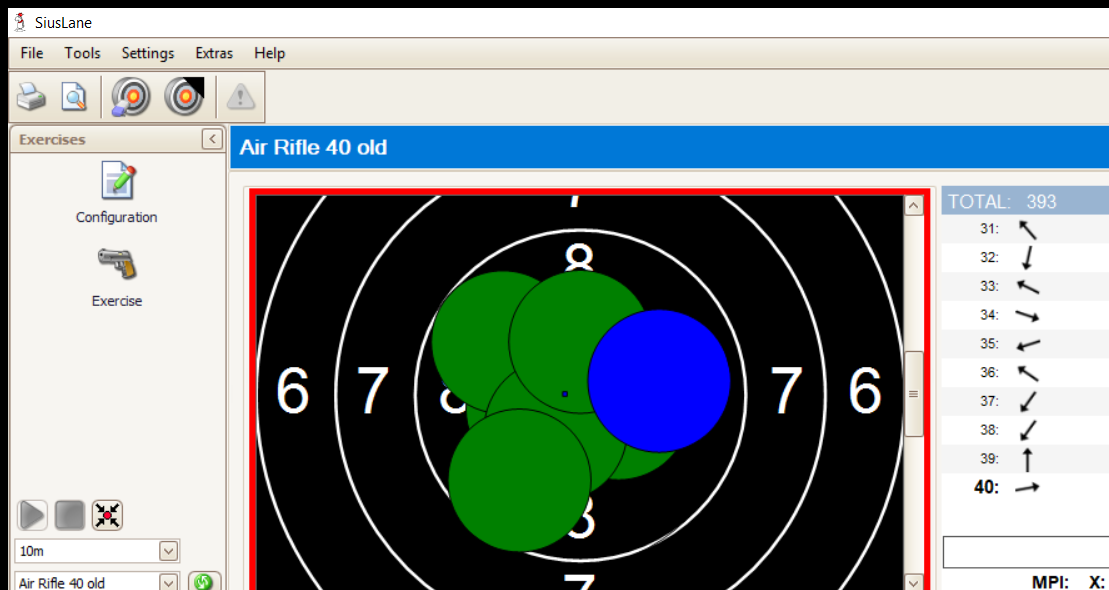 SiusLane
File Tools Settings Extras Help
Exercises
Configuration
Exercise
10m
Air Rifle 40 old
Air Rifle 40 old
7
8
6 7 8 7 6
8
7
TOTAL: 393
31:
32:
33:
34:
35:
36:
37:
38:
39:
40:
MPI: X: